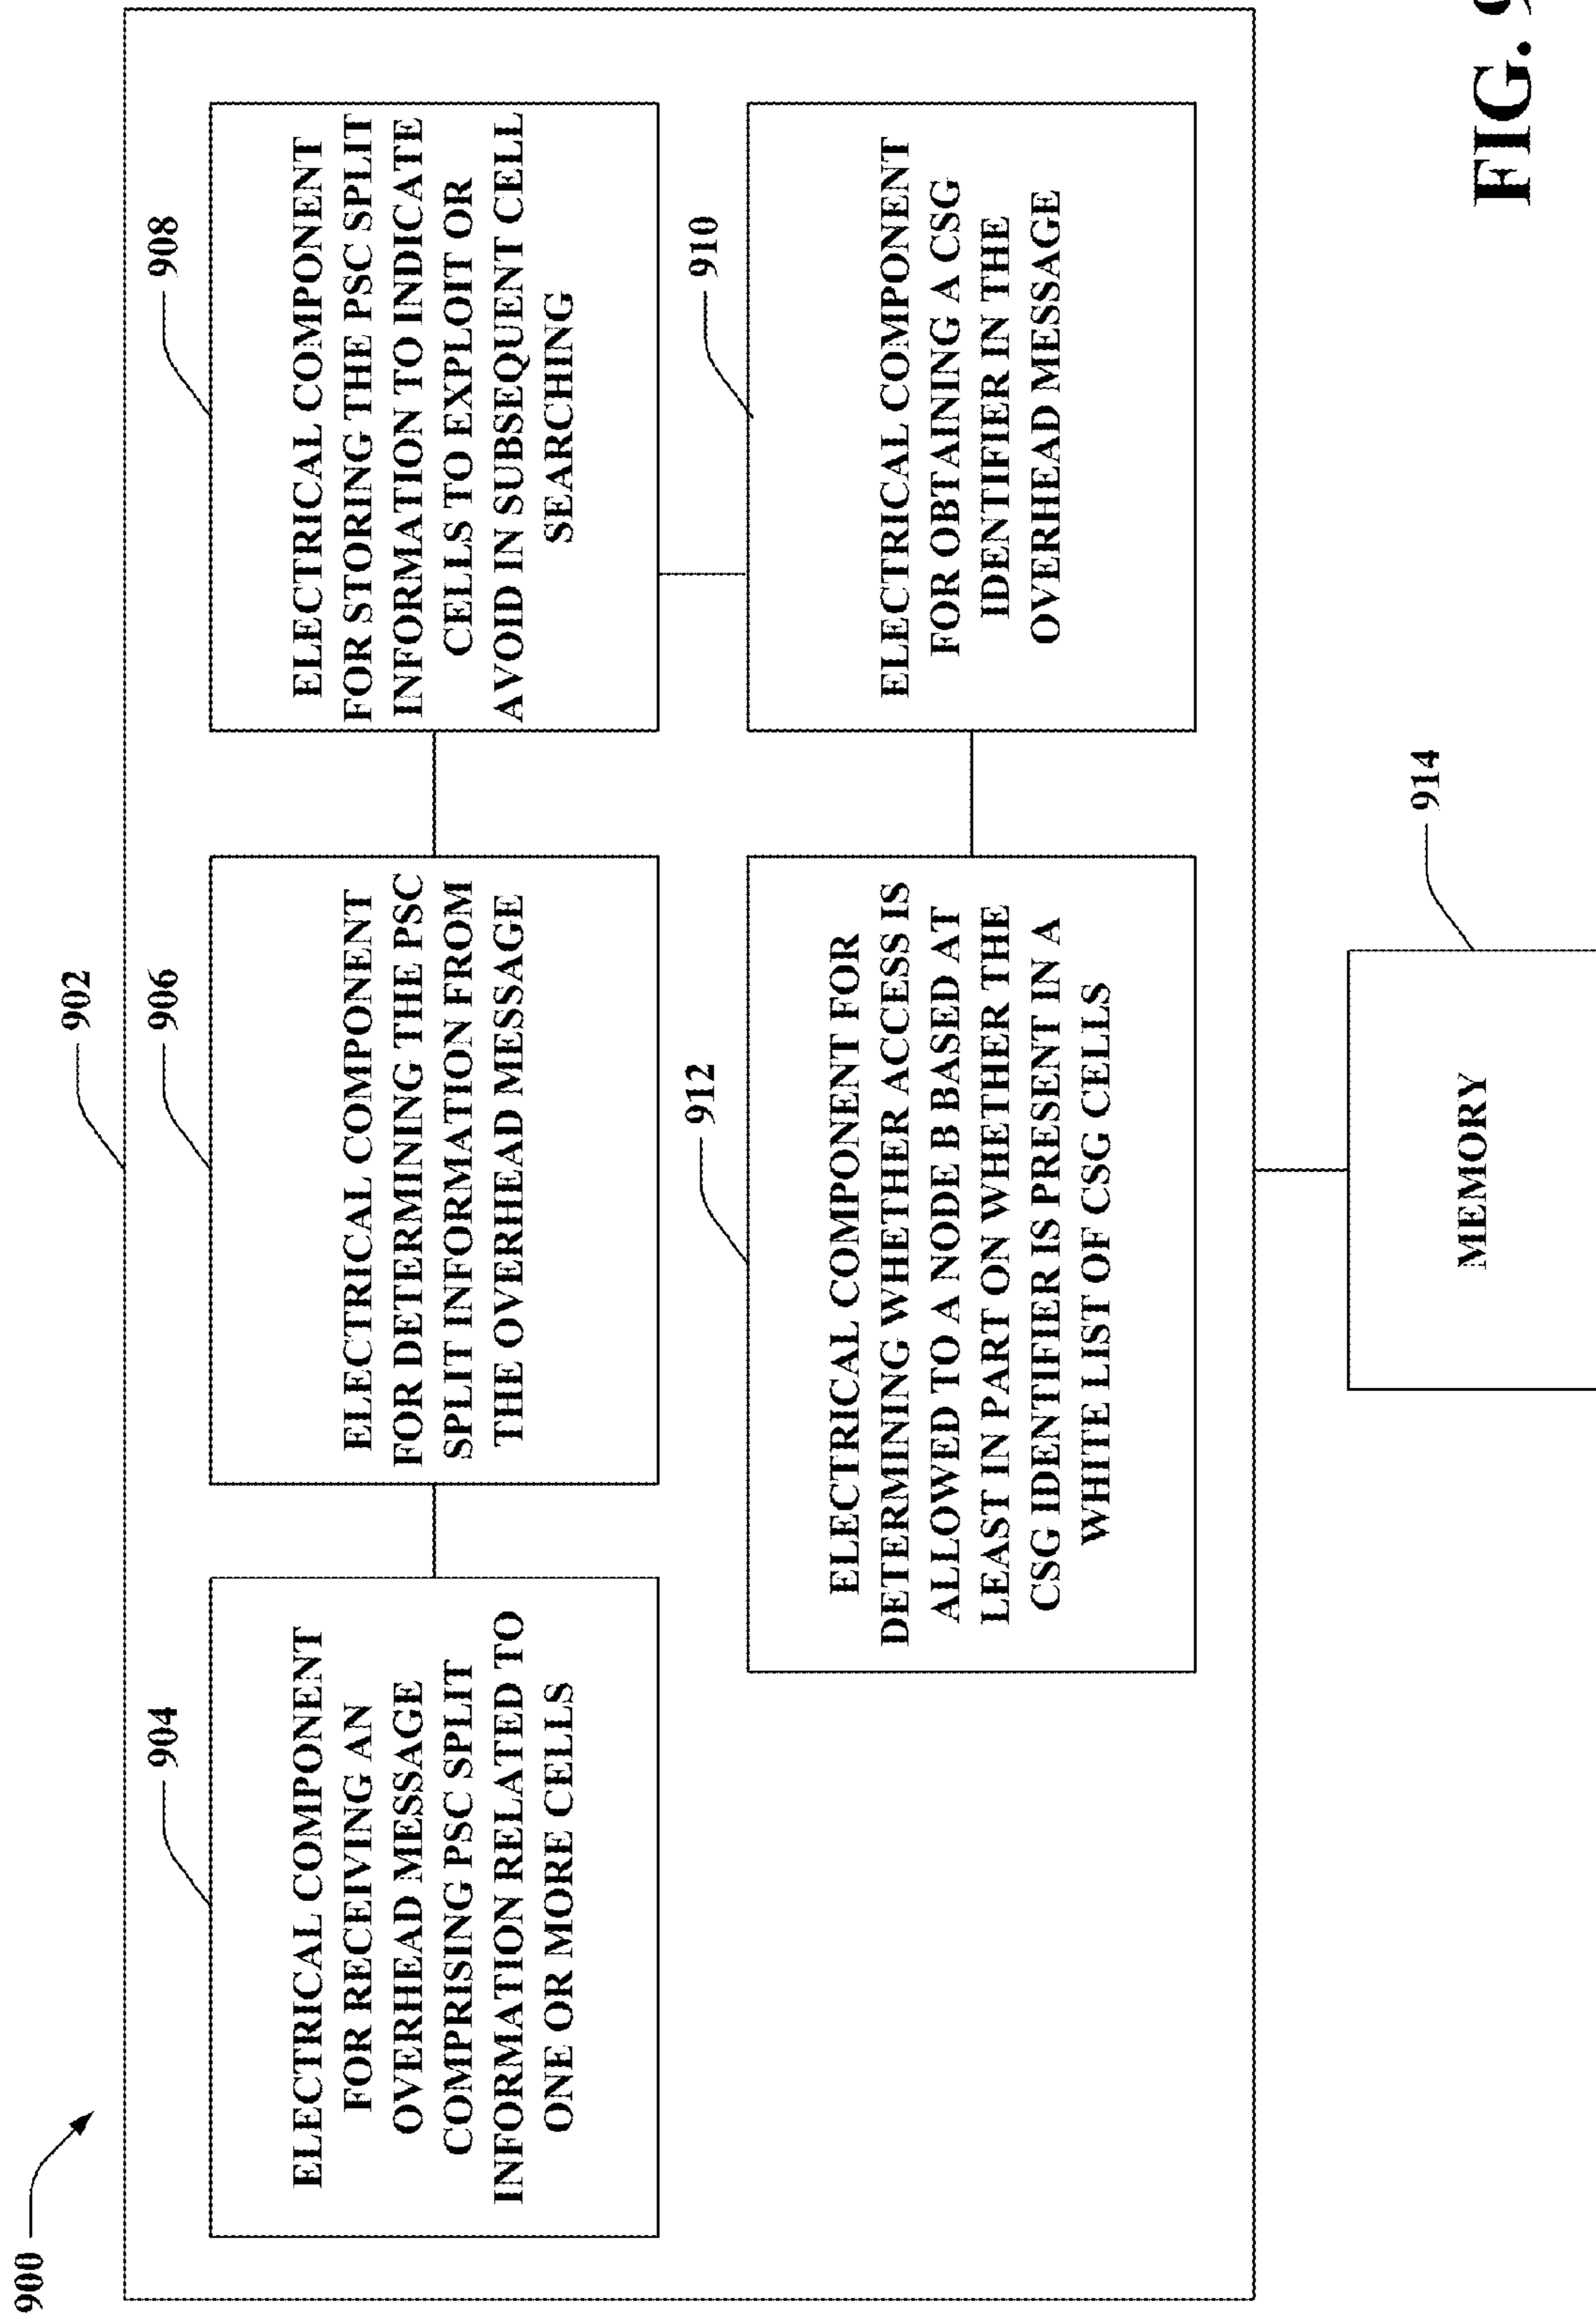 900
902
904
ELECTRICAL COMPONENT
FOR RECEIVING AN
OVERHEAD MESSAGE
COMPRISING PSC SPLIT
INFORMATION RELATED TO
ONE OR MORE CELLS
906
ELECTRICAL COMPONENT
FOR DETERMINING THE PSC
SPLIT INFORMATION FROM
THE OVERHEAD MESSAGE
908
ELECTRICAL COMPONENT
FOR STORING THE PSC SPLIT
INFORMATION TO INDICATE
CELLS TO EXPLOIT OR
AVOID IN SUBSEQUENT CELL
SEARCHING
912
ELECTRICAL COMPONENT FOR
DETERMINING WHETHER ACCESS IS
ALLOWED TO A NODE B BASED AT
LEAST IN PART ON WHETHER THE
CSG IDENTIFIER IS PRESENT IN A
WHITE LIST OF CSG CELLS
910
ELECTRICAL COMPONENT
FOR OBTAINING A CSG
IDENTIFIER IN THE
OVERHEAD MESSAGE
914
MEMORY
FIG. 9